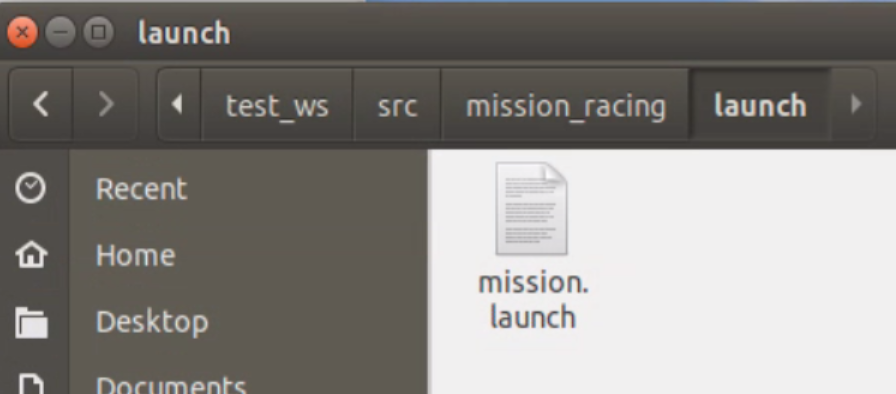 launch
test_ws src mission_racing launch
Recent
Home
Desktop
Documents
mission.
launch